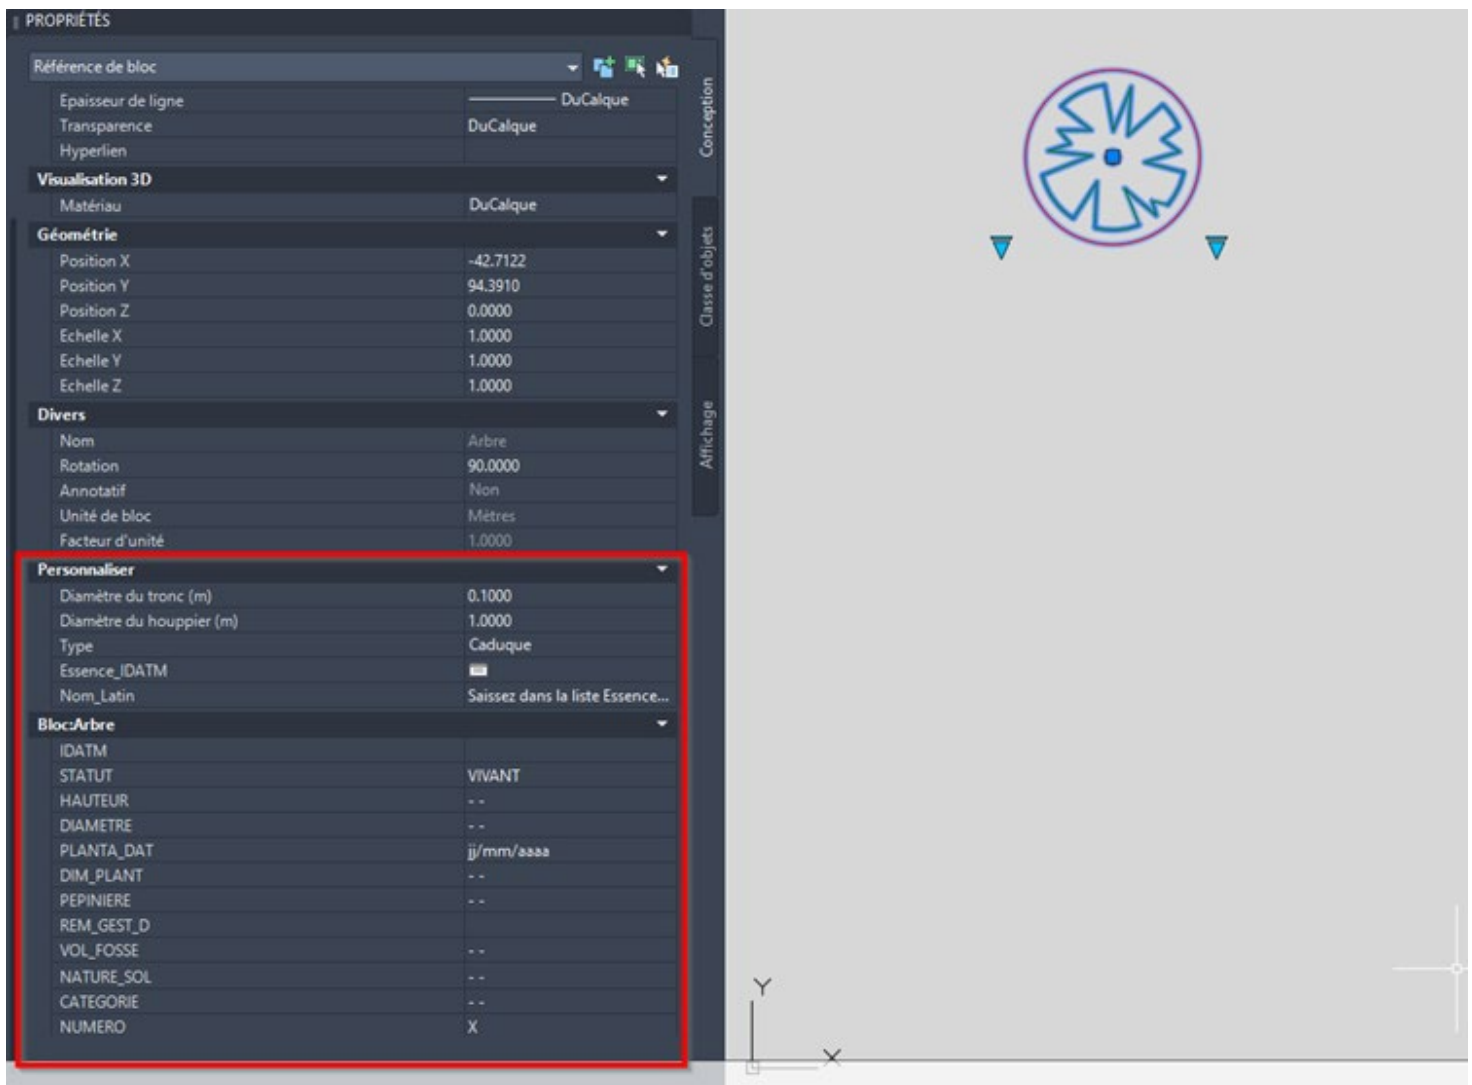 PROPRIÉTÉS
Référence de bloc
Epaisseur de ligne DuCalque
Transparence DuCalque
Hyperlien
Visualisation 3D
Matériau DuCalque
Géométrie
Position X -42.7122
Position Y 94.3910
Position Z 0.0000
Echelle X 1.0000
Echelle Y 1.0000
Echelle Z 1.0000
Divers
Nom Arbre
Rotation 90.0000
Annotatif Non
Unité de bloc Mètres
Facteur d'unité 1.0000
Personnaliser
Diamètre du tronc (m) 0.1000
Diamètre du houppier (m) 1.0000
Type Caduque
Essence_IDATM
Nom_Latin Saissez dans la liste Essence...
Bloc:Arbre
IDATM
STATUT VIVANT
HAUTEUR - -
DIAMETRE - -
PLANTA_DAT jj/mm/aaaa
DIM_PLANT - -
PEPINIERE - -
REM_GEST_D
VOL_FOSSE - -
NATURE_SOL - -
CATEGORIE - -
NUMERO X
Conception
Classe d'objets
Affichage
Y
X